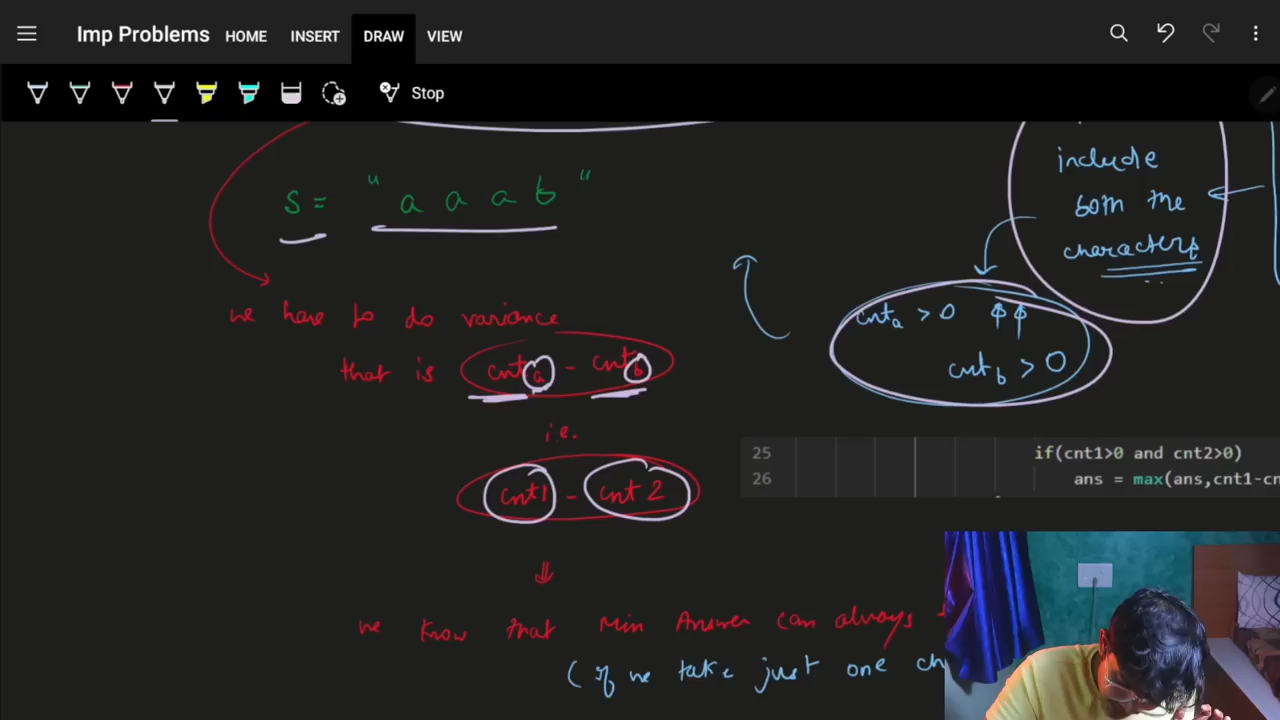 Imp Problems HOME INSERT DRAW VIEW
Stop
s = " a a a b "
include
both the
characters
we have to do variance
that is cnt a - cnt b
cnt a > 0 &&
cnt b > 0
i.e.
cnt1 - cnt2
25 if(cnt1>0 and cnt2>0)
26 ans = max(ans,cnt1-cn
⇓
we know that Min Answer can always
(If we take just one ch